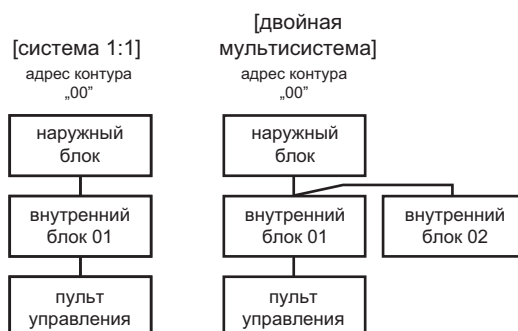 [система 1:1]
адрес контура
„00”
наружный
блок
внутренний
блок 01
пульт
управления
[двойная
мультисистема]
адрес контура
„00”
наружный
блок
внутренний
блок 01
внутренний
блок 02
пульт
управления